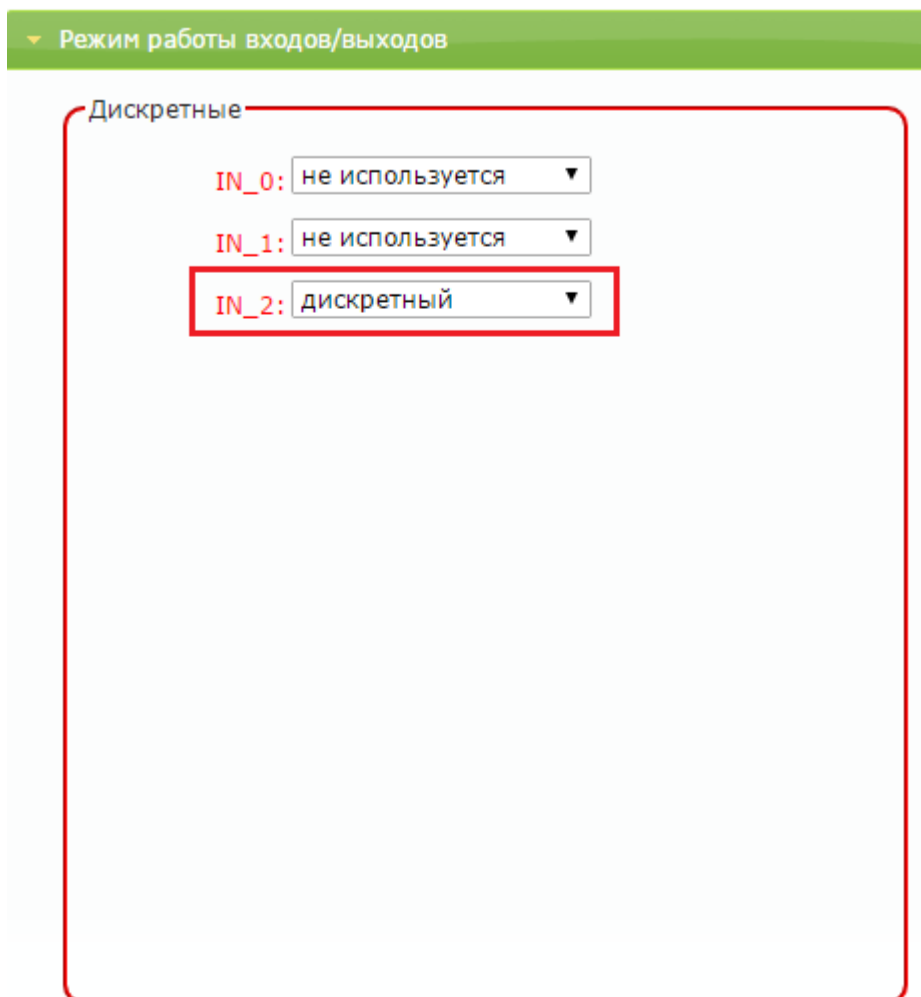 Режим работы входов/выходов
Дискретные
IN_0: не используется
IN_1: не используется
IN_2: дискретный